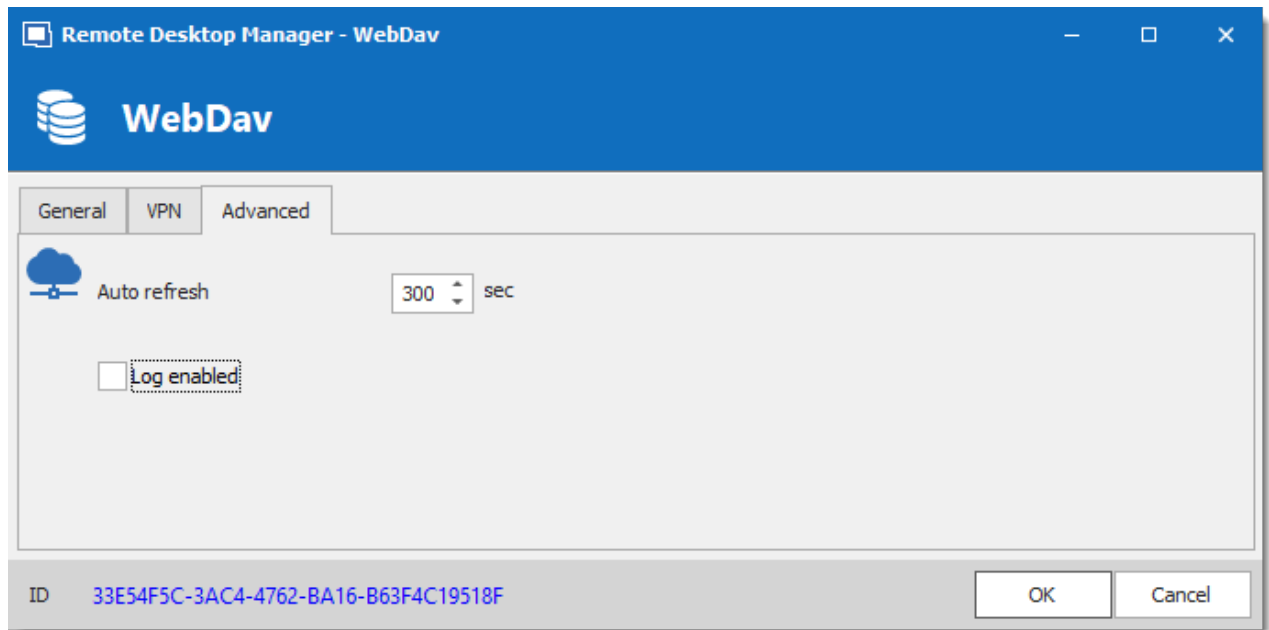 Remote Desktop Manager - WebDav
WebDav
General VPN Advanced
Auto refresh 300 sec
Log enabled
ID 33E54F5C-3AC4-4762-BA16-B63F4C19518F OK Cancel